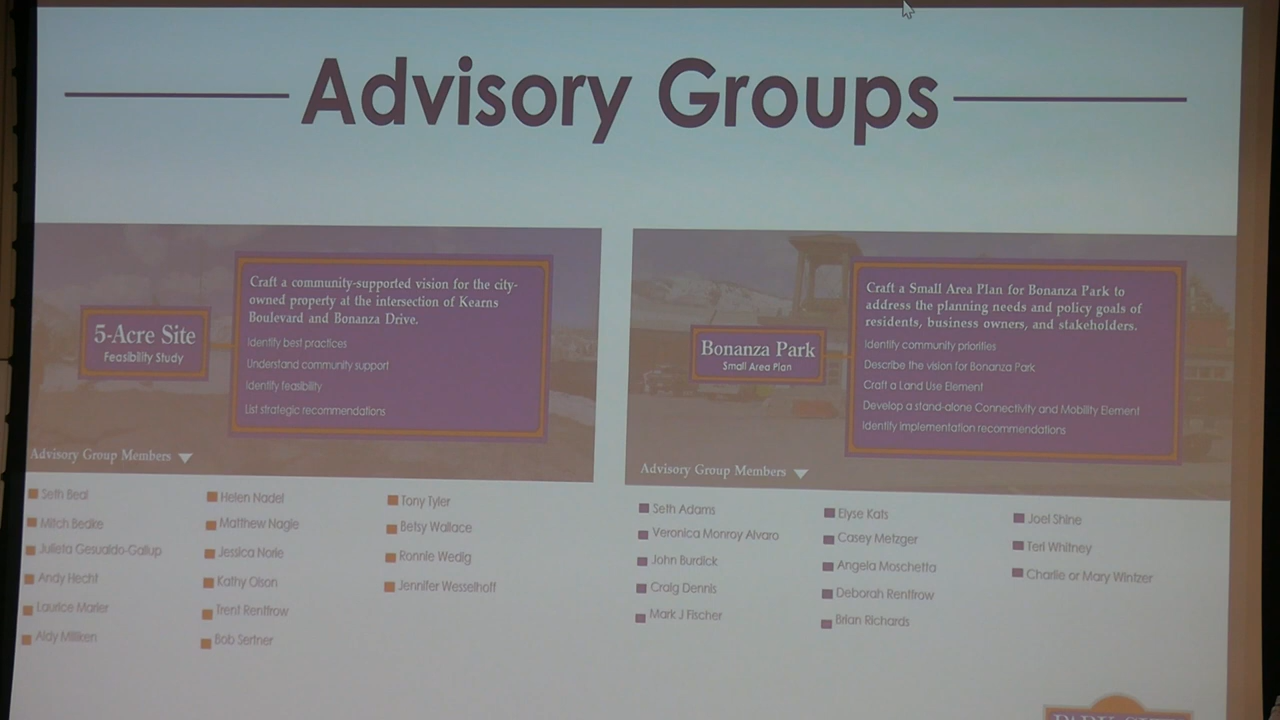 Advisory Groups
5-Acre Site
Feasibility Study
Craft a community-supported vision for the city-
owned property at the intersection of Kearns
Boulevard and Bonanza Drive.
Identify best practices
Understand community support
Identify feasibility
List strategic recommendations
Advisory Group Members
Seth Beal
Mitch Bedke
Julieta Gesualdo-Gallup
Andy Hecht
Laurice Marier
Aldy Milliken
Helen Nadel
Matthew Nagie
Jessica Norie
Kathy Olson
Trent Rentfrow
Bob Sertner
Tony Tyler
Betsy Wallace
Ronnie Wedig
Jennifer Wesselhoff
Bonanza Park
Small Area Plan
Craft a Small Area Plan for Bonanza Park to
address the planning needs and policy goals of
residents, business owners, and stakeholders.
Identify community priorities
Describe the vision for Bonanza Park
Craft a Land Use Element
Develop a stand-alone Connectivity and Mobility Element
Identify implementation recommendations
Advisory Group Members
Seth Adams
Veronica Monroy Alvaro
John Burdick
Craig Dennis
Mark J Fischer
Elyse Kats
Casey Metzger
Angela Moschetta
Deborah Rentfrow
Brian Richards
Joel Shine
Teri Whitney
Charlie or Mary Wintzer